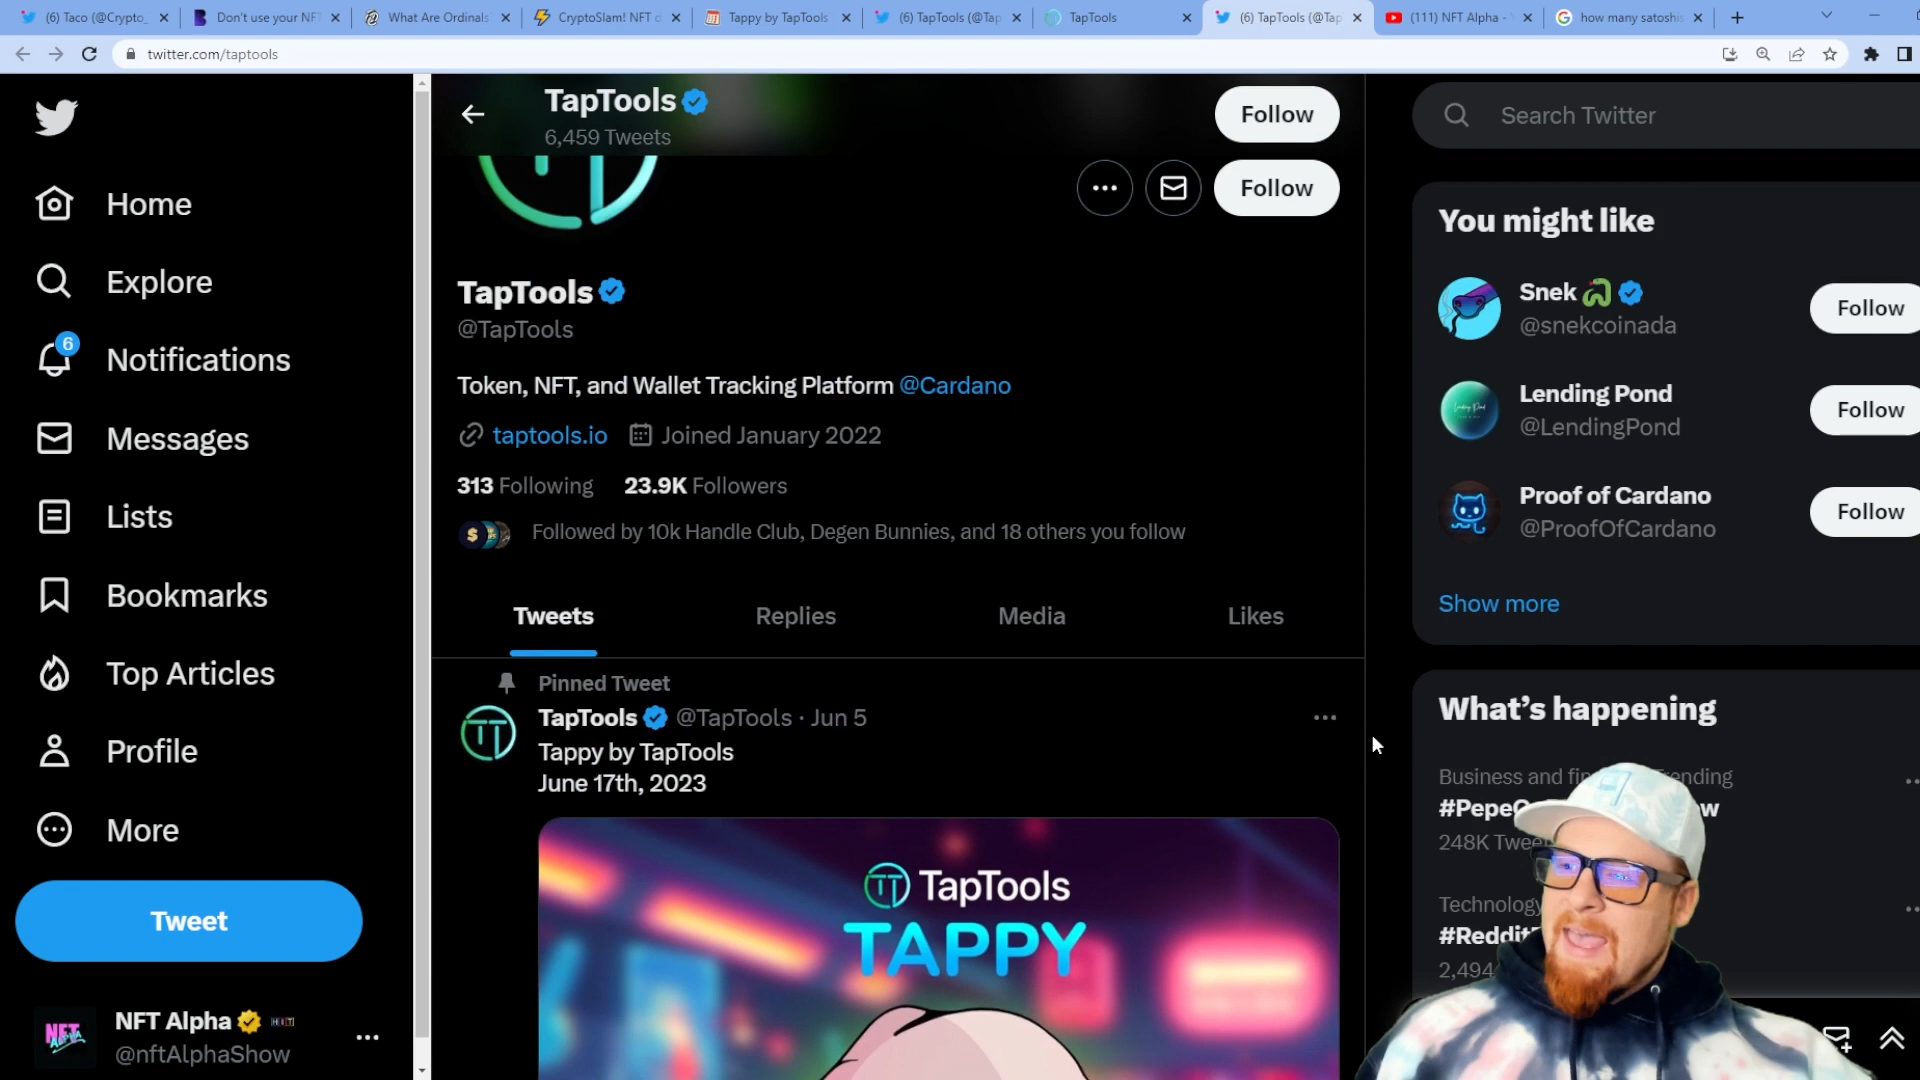 (6) Taco (@Crypto_
Don't use your NF
What Are Ordinals
CryptoSlam! NFT d
Tappy by TapTools
(6) TapTools (@Tap
TapTools
(6) TapTools (@Tap
(111) NFT Alpha -
how many satoshis
twitter.com/taptools
TapTools
6,459 Tweets
Follow
Search Twitter
Home
Explore
6
Notifications
Messages
Lists
Bookmarks
Top Articles
Profile
More
Tweet
NFT Alpha
@nftAlphaShow
Follow
TapTools
@TapTools
Token, NFT, and Wallet Tracking Platform @Cardano
taptools.io Joined January 2022
313 Following 23.9K Followers
Followed by 10k Handle Club, Degen Bunnies, and 18 others you follow
Tweets Replies Media Likes
Pinned Tweet
TapTools @TapTools · Jun 5
Tappy by TapTools
June 17th, 2023
TapTools
TAPPY
You might like
Snek
@snekcoinada
Follow
Lending Pond
@LendingPond
Follow
Proof of Cardano
@ProofOfCardano
Follow
Show more
What's happening
Business and fin
248K
Technology
2,494